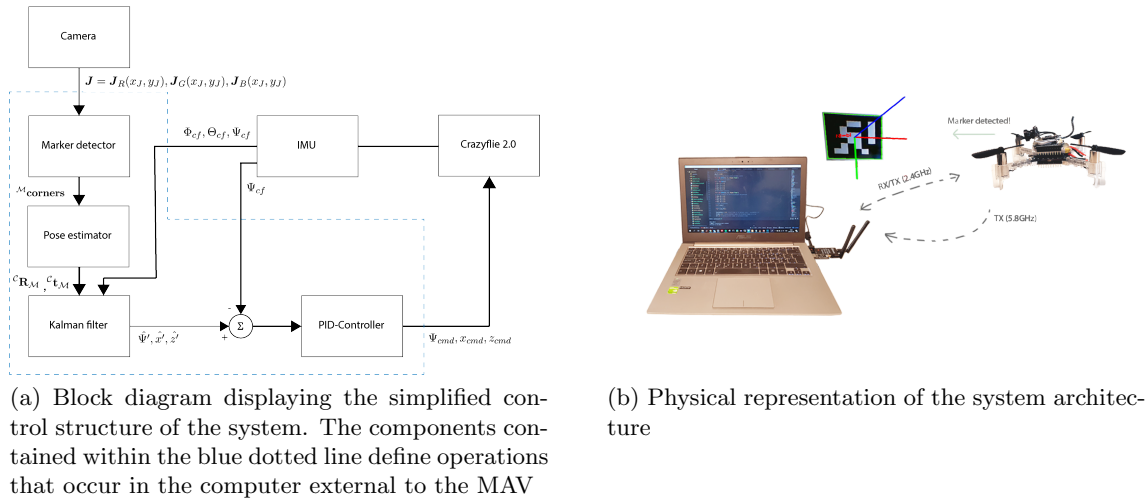 Camera
J = J_R(x_J, y_J), J_G(x_J, y_J), J_B(x_J, y_J)
Marker detector
Φ_cf, Θ_cf, Ψ_cf
IMU
Crazyflie 2.0
Ψ_cf
ᴹcorners
Pose estimator
ᶜR_M, ᶜt_M
Kalman filter
Ψ̂′, x̂′, ẑ′
-
+
Σ
PID-Controller
Ψ_cmd, x_cmd, z_cmd
(a) Block diagram displaying the simplified con-
trol structure of the system. The components con-
tained within the blue dotted line define operations
that occur in the computer external to the MAV
Marker detected!
RX/TX (2.4GHz)
TX (5.8GHz)
(b) Physical representation of the system architec-
ture